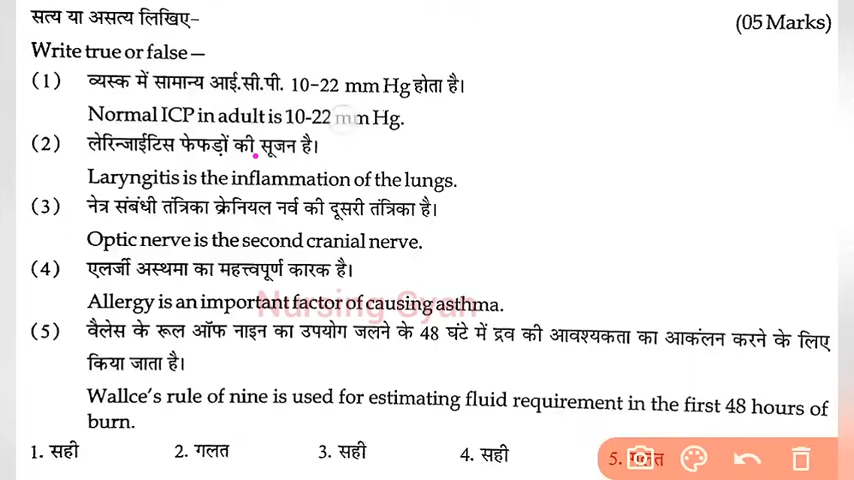 सत्य या असत्य लिखिए– (05 Marks)
Write true or false—
(1) व्यस्क में सामान्य आई.सी.पी. 10-22 mm Hg होता है।
Normal ICP in adult is 10-22 mm Hg.
(2) लेरिन्जाईटिस फेफड़ों की सूजन है।
Laryngitis is the inflammation of the lungs.
(3) नेत्र संबंधी तंत्रिका क्रेनियल नर्व की दूसरी तंत्रिका है।
Optic nerve is the second cranial nerve.
(4) एलर्जी अस्थमा का महत्त्वपूर्ण कारक है।
Allergy is an important factor of causing asthma.
Nursing Gyan
(5) वैलेस के रूल ऑफ नाइन का उपयोग जलने के 48 घंटे में द्रव की आवश्यकता का आकंलन करने के लिए
किया जाता है।
Wallce's rule of nine is used for estimating fluid requirement in the first 48 hours of
burn.
1. सही 2. गलत 3. सही 4. सही 5. गलत